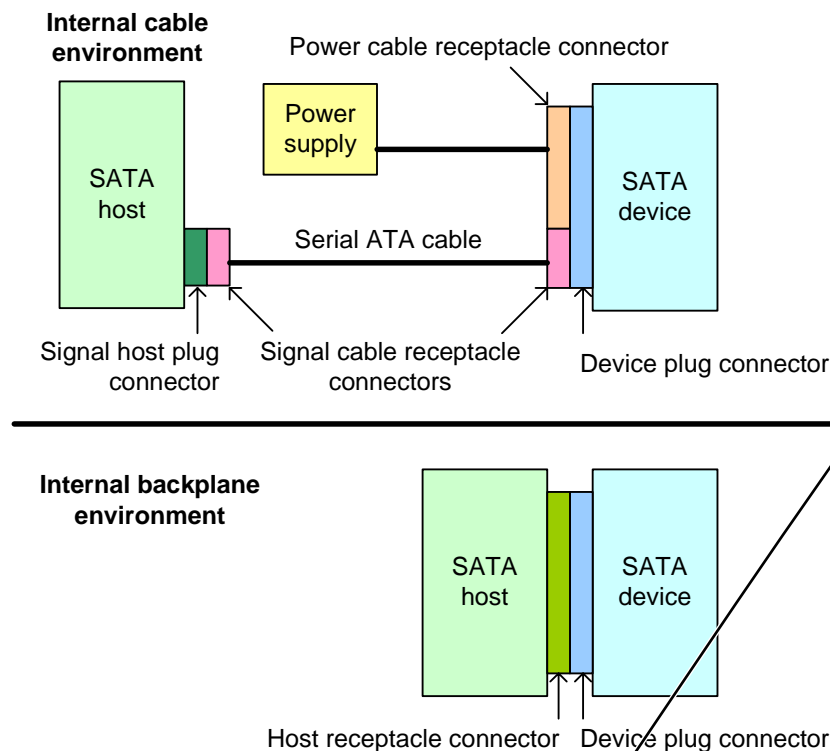 Internal cable
environment
Power cable receptacle connector
Power
supply
SATA
host
SATA
device
Serial ATA cable
Signal host plug
connector
Signal cable receptacle
connectors
Device plug connector
Internal backplane
environment
SATA
host
SATA
device
Host receptacle connector
Device plug connector